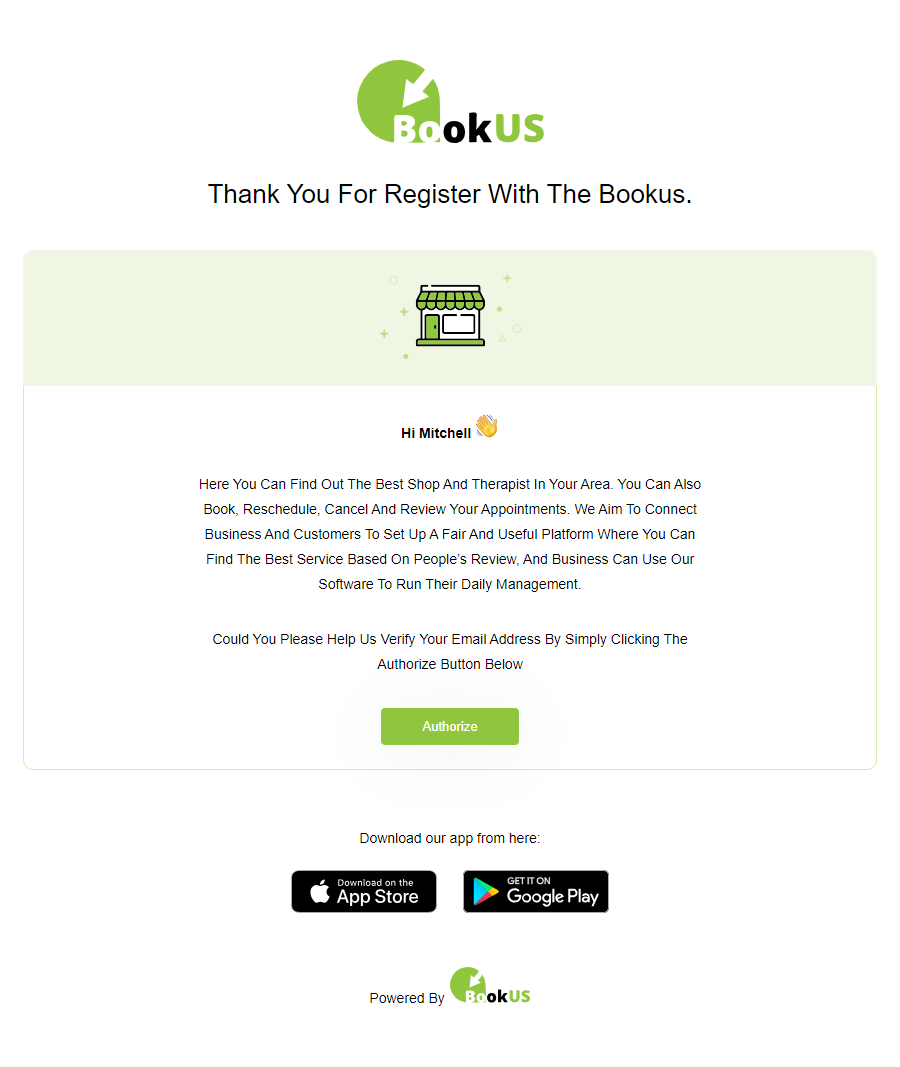 BookUS
Thank You For Register With The Bookus.
Hi Mitchell 👋
Here You Can Find Out The Best Shop And Therapist In Your Area. You Can Also
Book, Reschedule, Cancel And Review Your Appointments. We Aim To Connect
Business And Customers To Set Up A Fair And Useful Platform Where You Can
Find The Best Service Based On People’s Review, And Business Can Use Our
Software To Run Their Daily Management.
Could You Please Help Us Verify Your Email Address By Simply Clicking The
Authorize Button Below
Authorize
Download our app from here:
Download on the
App Store
GET IT ON
Google Play
Powered By BookUS